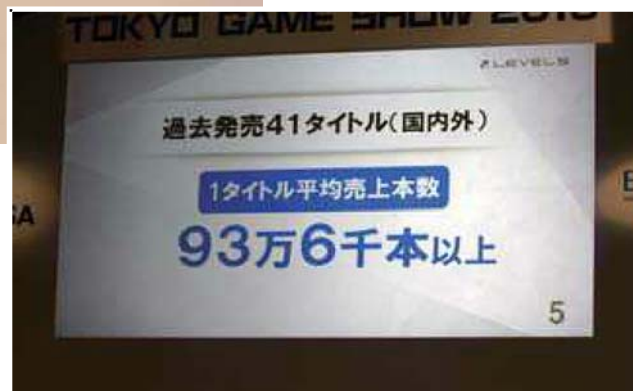 TOKYO GAME SHOW 2015
LEVEL5
過去発売41タイトル(国内外)
1タイトル平均売上本数
93万6千本以上
5